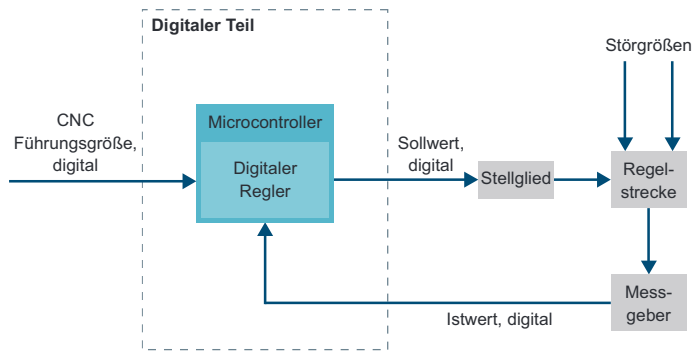 Digitaler Teil
Störgrößen
CNC
Führungsgröße,
digital
Microcontroller
Digitaler
Regler
Sollwert,
digital
Stellglied
Regel-
strecke
Mess-
geber
Istwert, digital